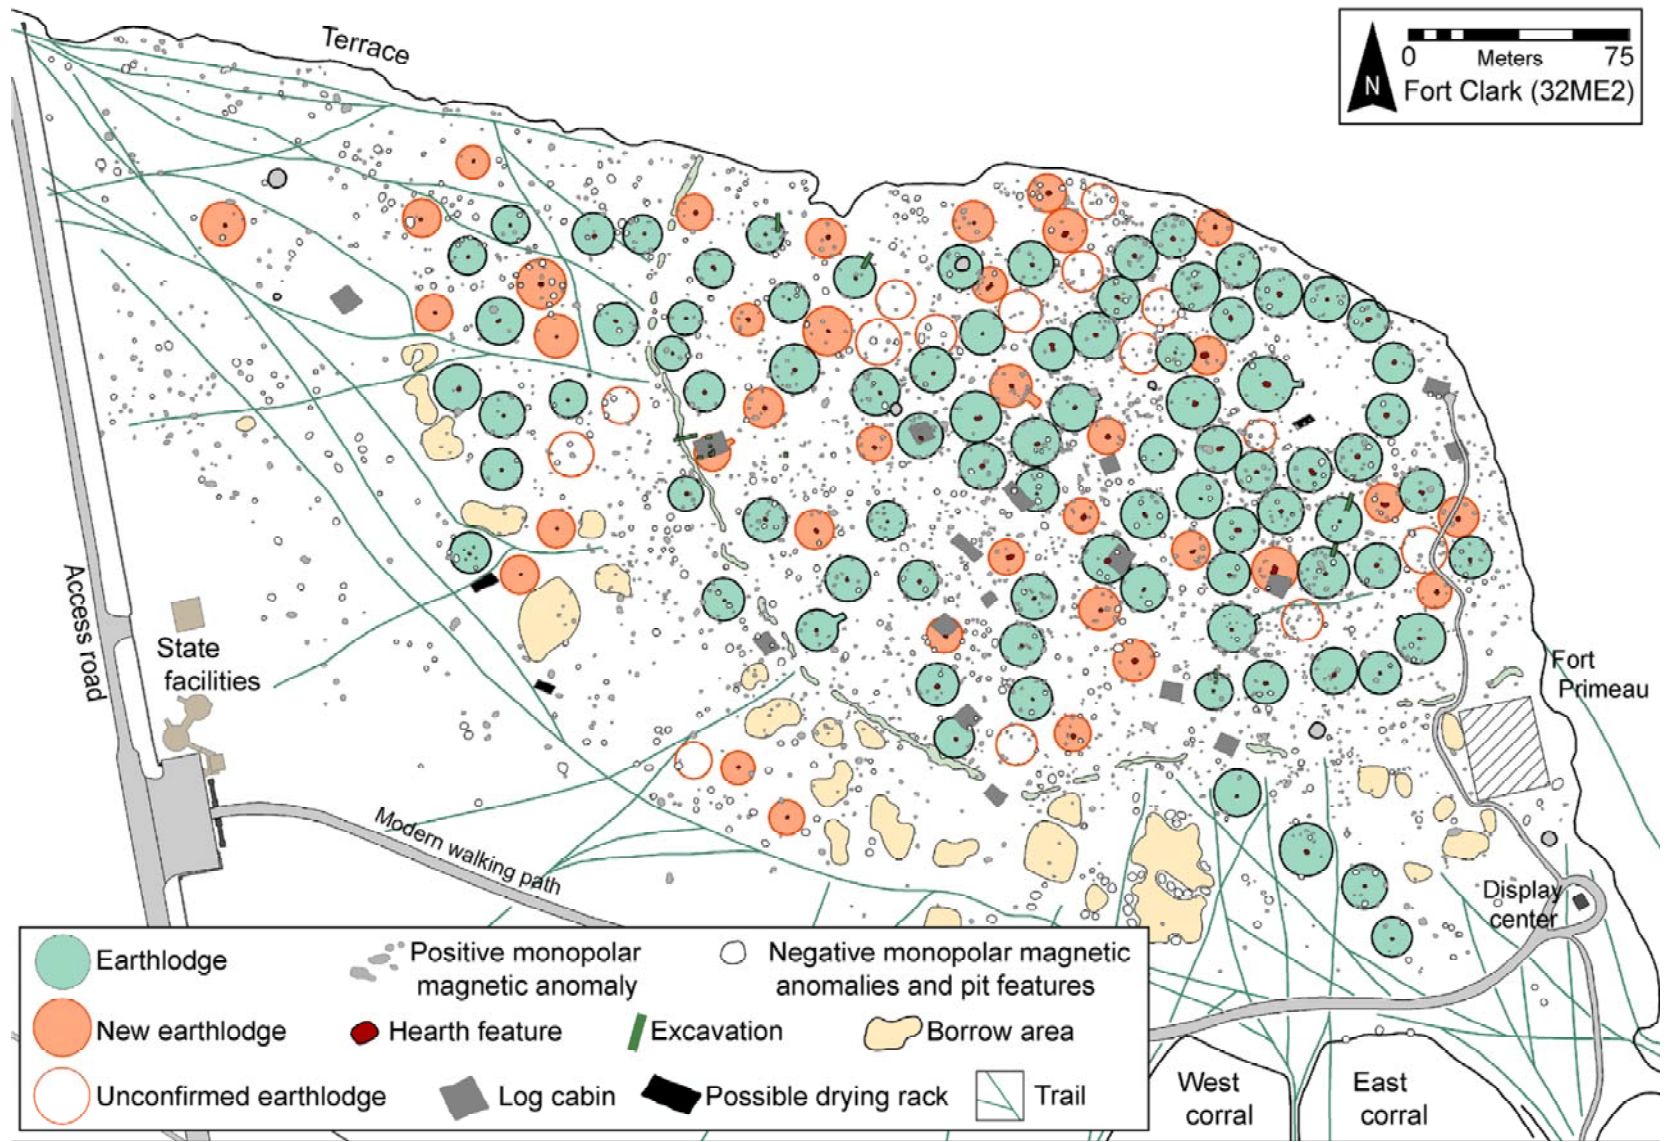 Terrace
N
0
Meters
75
Fort Clark (32ME2)
Access road
State
facilities
Fort
Primeau
Modern walking path
Display
center
West
corral
East
corral
Earthlodge
Positive monopolar
magnetic anomaly
Negative monopolar magnetic
anomalies and pit features
New earthlodge
Hearth feature
Excavation
Borrow area
Unconfirmed earthlodge
Log cabin
Possible drying rack
Trail